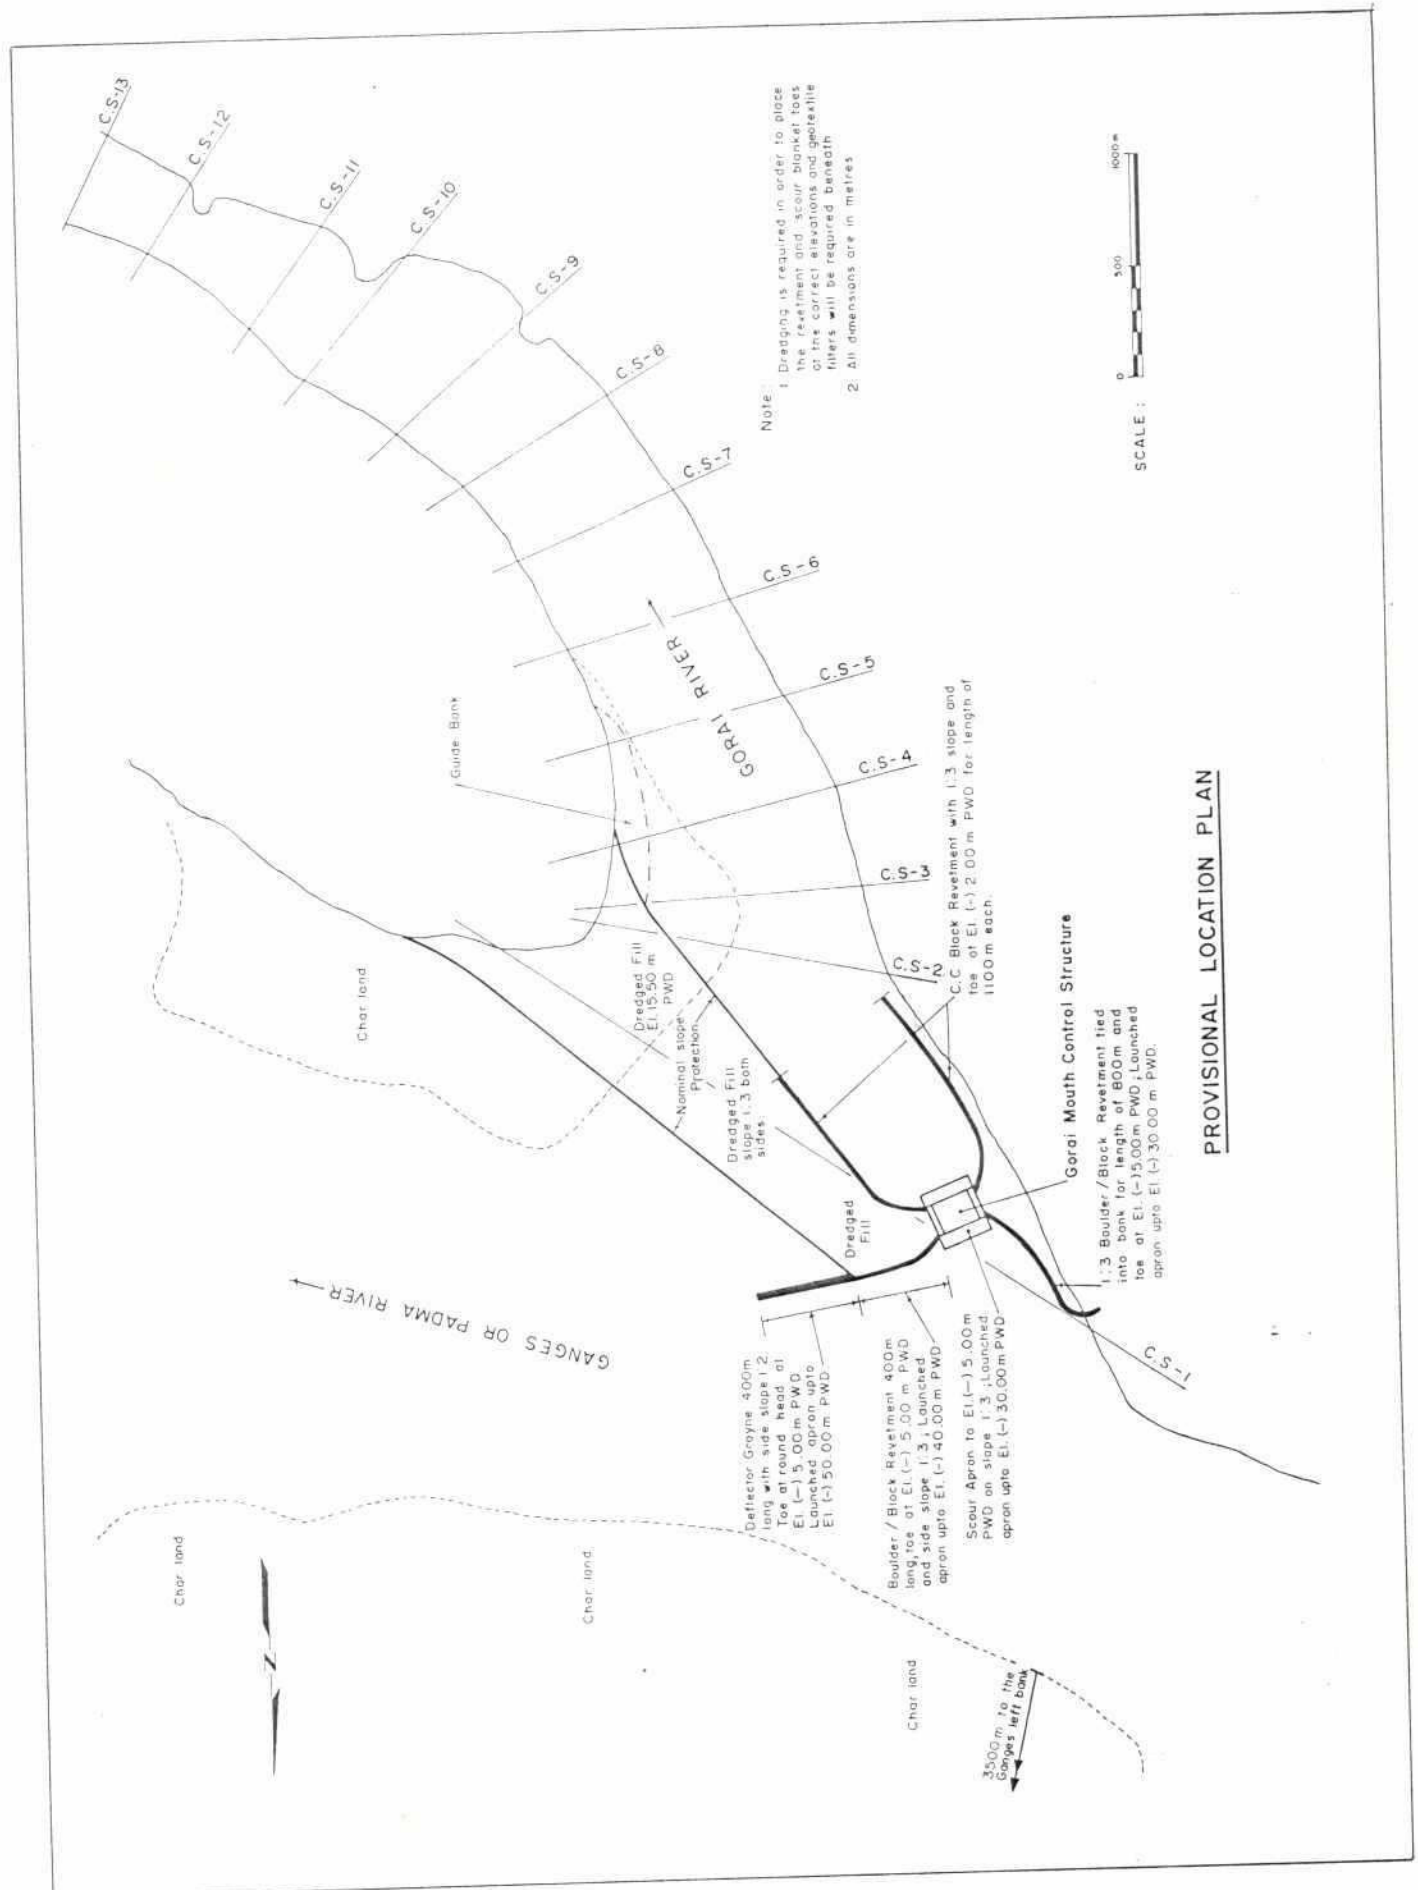 C.S-13
C.S-12
C.S-11
C.S-10
C.S-9
C.S-8
C.S-7
C.S-6
C.S-5
C.S-4
C.S-3
C.S-2
C.S-1
Note:
1 Dredging is required in order to place
the revetment and scour blanket toes
at the correct elevations and geotextile
filters will be required beneath
2 All dimensions are in metres
SCALE :
0
500
1000 m
Guide Bank
GORAI RIVER
Char land
Dredged Fill
El. 15.50 m
PWD
Nominal slope
Protection
Dredged Fill
slope 1:3 both
sides
Dredged
Fill
C.C Block Revetment with 1:3 slope and
toe at El. (-) 2.00 m PWD for length of
1100m each.
Gorai Mouth Control Structure
1:3 Boulder / Block Revetment tied
into bank for length of 800m and
toe at El. (-)5.00m PWD ; Launched
apron upto El. (-) 30.00 m PWD.
GANGES OR PADMA RIVER
Deflector Groyne 400m
long with side slope 1:2.
Toe at round head at
El. (-) 5.00 m PWD
Launched apron upto
El. (-) 50.00 m PWD
Boulder / Block Revetment 400m
long, toe at El. (-) 5.00 m PWD
and side slope 1:3 ; Launched
apron upto El. (-) 40.00 m PWD
Scour Apron to El.(-) 5.00m
PWD on slope 1:3 ; Launched
apron upto El. (-) 30.00m PWD
Char land
Char land
Char land
N
3500m to the
Ganges left bank
PROVISIONAL LOCATION PLAN